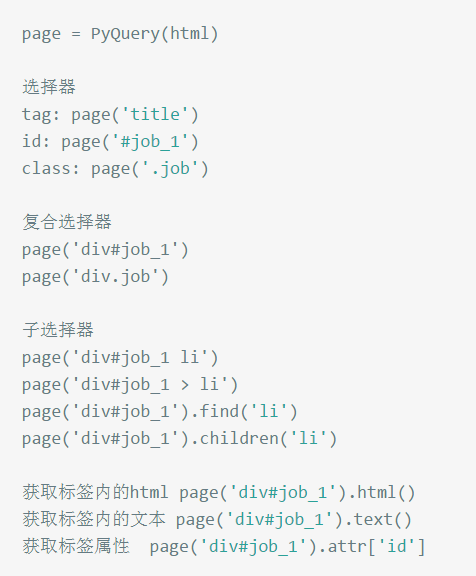 page = PyQuery(html)
选择器
tag: page('title')
id: page('#job_1')
class: page('.job')
复合选择器
page('div#job_1')
page('div.job')
子选择器
page('div#job_1 li')
page('div#job_1 > li')
page('div#job_1').find('li')
page('div#job_1').children('li')
获取标签内的html page('div#job_1').html()
获取标签内的文本 page('div#job_1').text()
获取标签属性  page('div#job_1').attr['id']